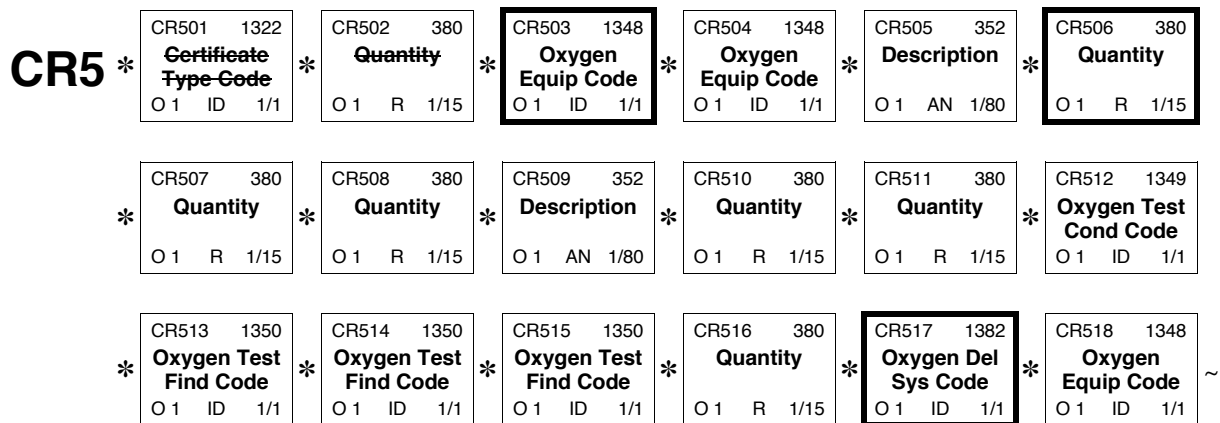 CR501 1322 CR502 380 CR503 1348 CR504 1348 CR505 352 CR506 380
CR5 * Certificate Type Code * Quantity * Oxygen Equip Code * Oxygen Equip Code * Description * Quantity
O 1 ID 1/1 O 1 R 1/15 O 1 ID 1/1 O 1 ID 1/1 O 1 AN 1/80 O 1 R 1/15
CR507 380 CR508 380 CR509 352 CR510 380 CR511 380 CR512 1349
* Quantity * Quantity * Description * Quantity * Quantity * Oxygen Test Cond Code
O 1 R 1/15 O 1 R 1/15 O 1 AN 1/80 O 1 R 1/15 O 1 R 1/15 O 1 ID 1/1
CR513 1350 CR514 1350 CR515 1350 CR516 380 CR517 1382 CR518 1348
* Oxygen Test Find Code * Oxygen Test Find Code * Oxygen Test Find Code * Quantity * Oxygen Del Sys Code * Oxygen Equip Code ~
O 1 ID 1/1 O 1 ID 1/1 O 1 ID 1/1 O 1 R 1/15 O 1 ID 1/1 O 1 ID 1/1